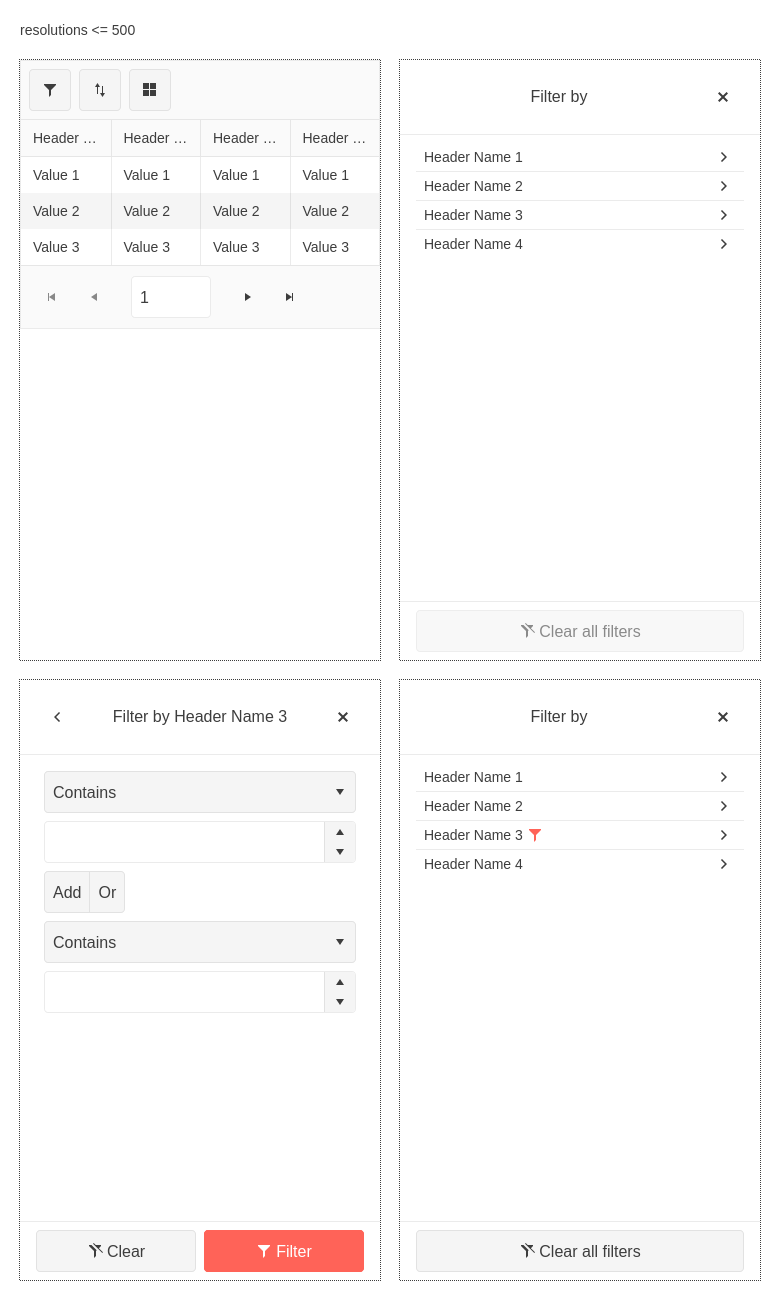 resolutions <= 500
Header ... Header ... Header ... Header ...
Value 1 Value 1 Value 1 Value 1
Value 2 Value 2 Value 2 Value 2
Value 3 Value 3 Value 3 Value 3
1
Filter by
Header Name 1
Header Name 2
Header Name 3
Header Name 4
Clear all filters
Filter by Header Name 3
Contains
Add Or
Contains
Clear Filter
Filter by
Header Name 1
Header Name 2
Header Name 3
Header Name 4
Clear all filters